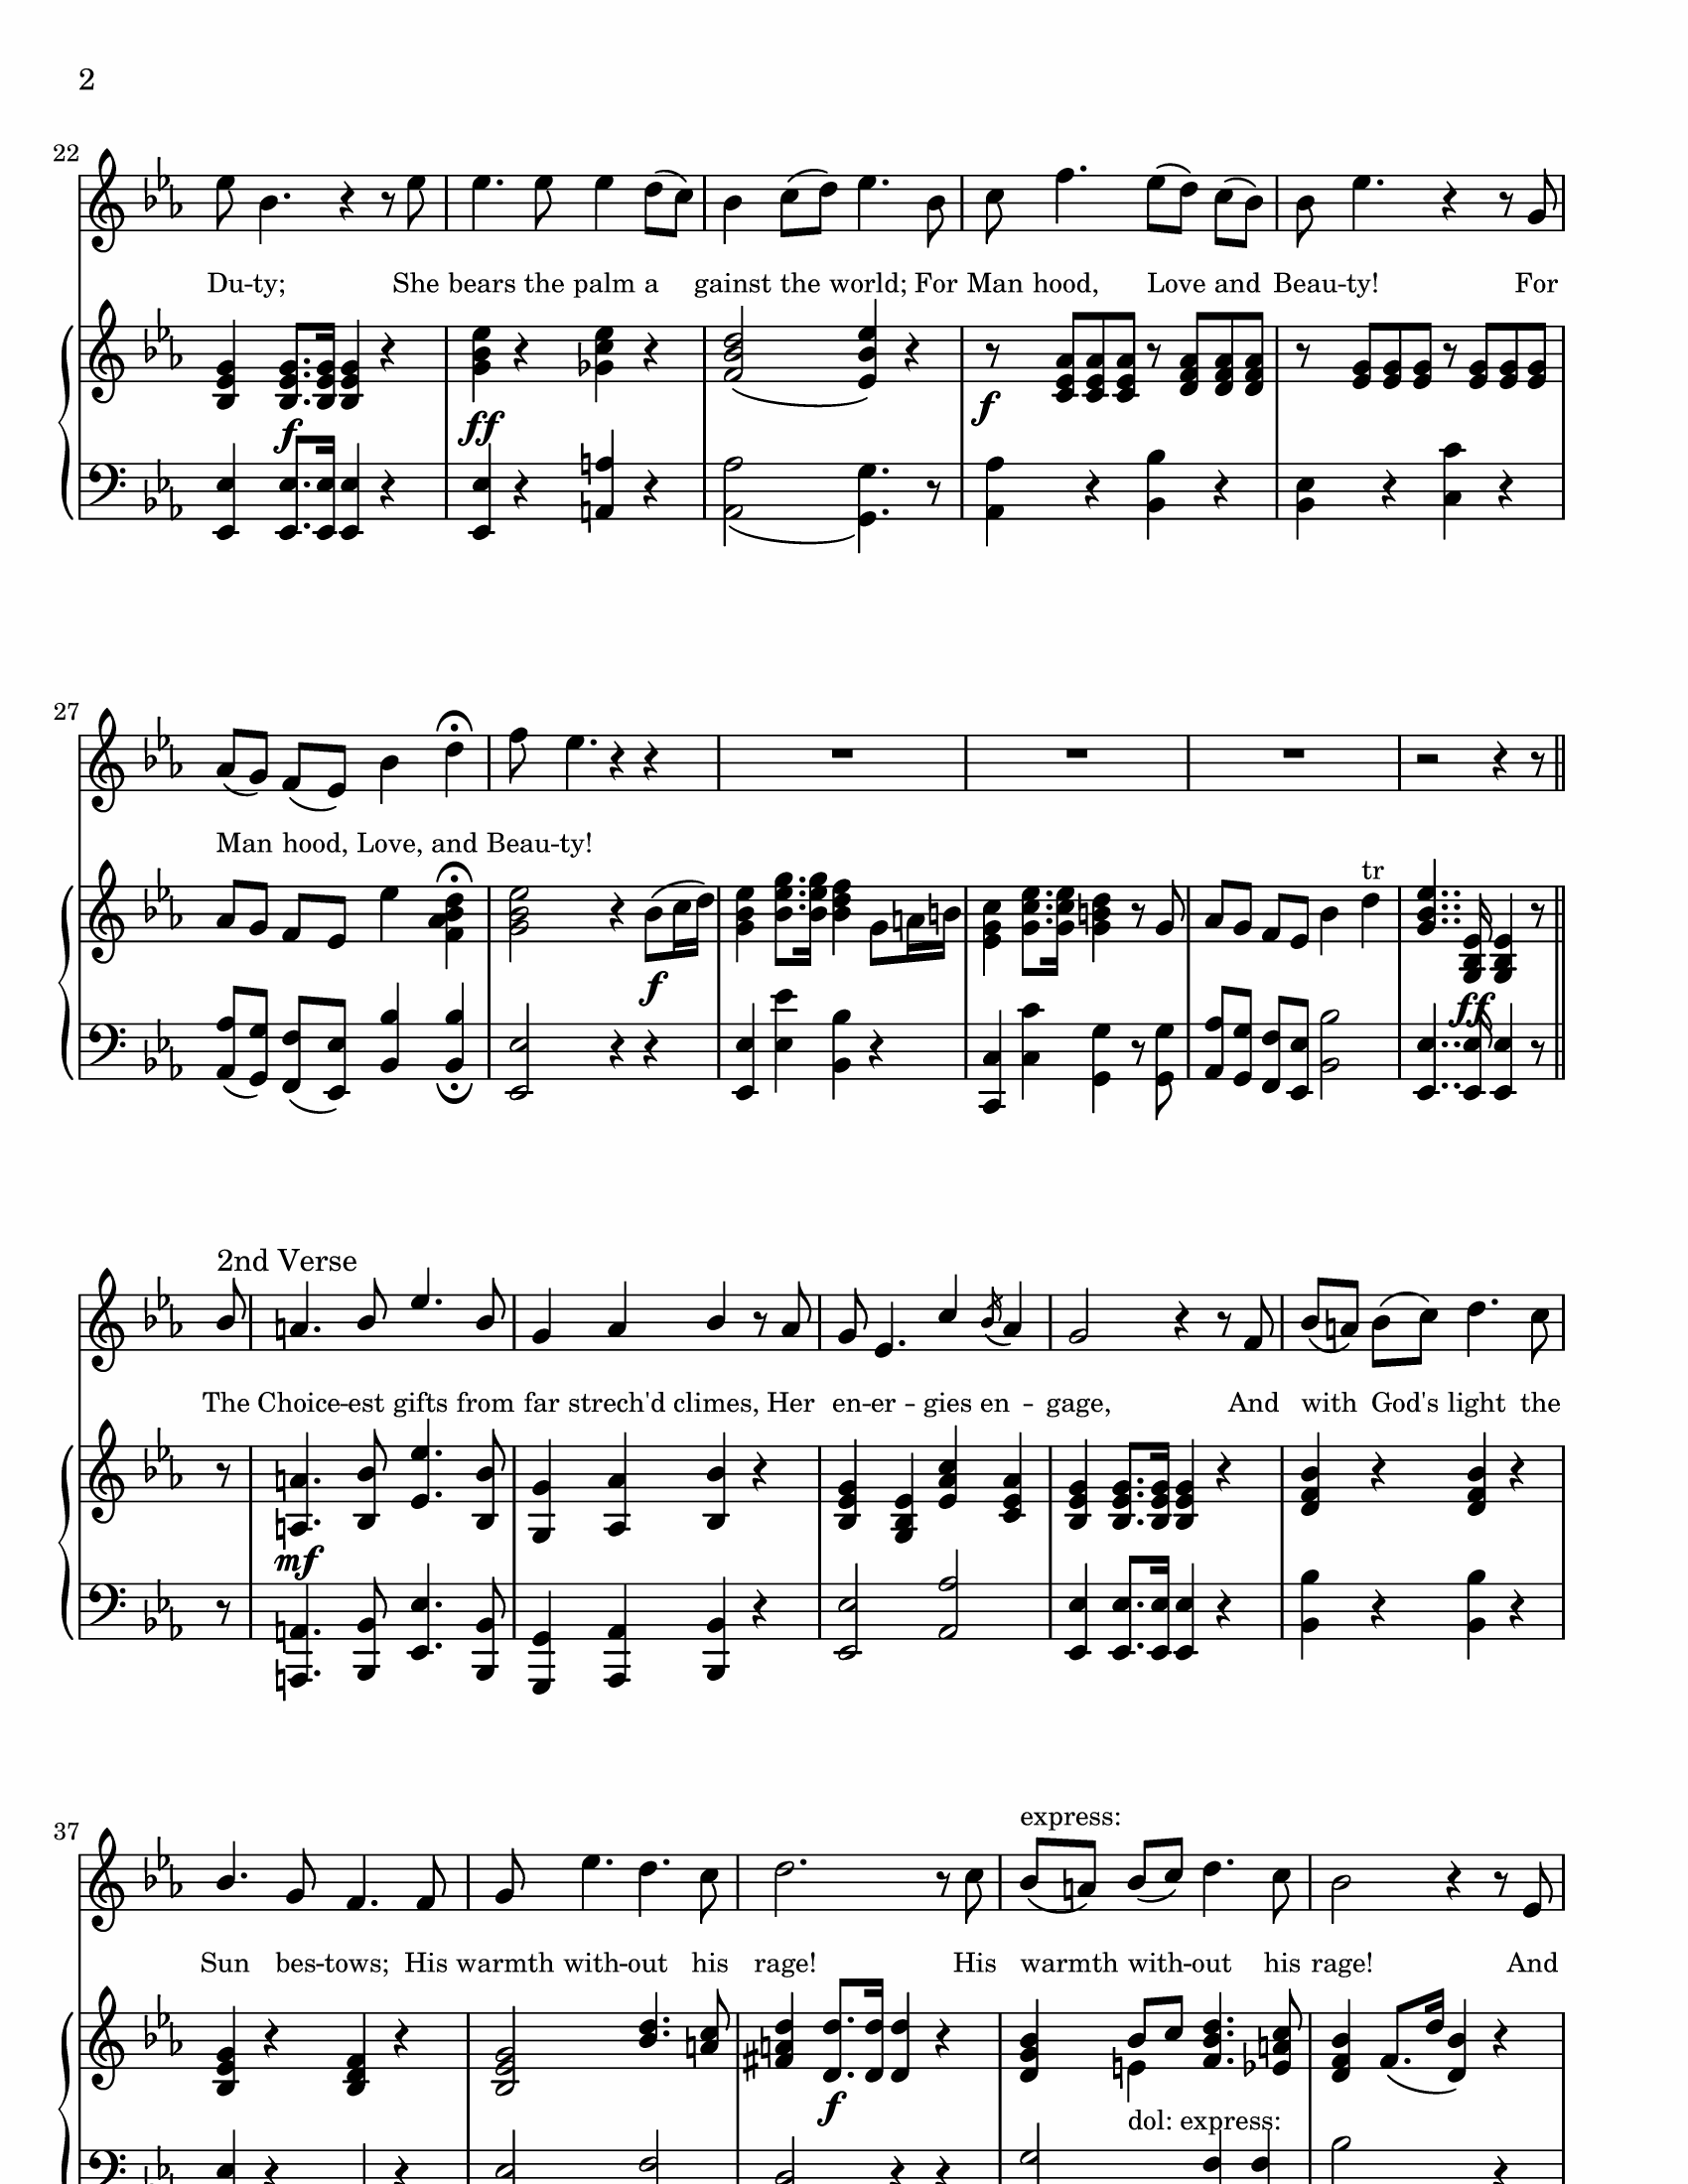 2
22
Du-ty; She bears the palm a gainst the world; For Man hood, Love and Beau-ty! For
f ff f
27
Man hood, Love, and Beau-ty!
tr
f ff
2nd Verse
The Choice-est gifts from far strech'd climes, Her en-er-gies en-gage, And with God's light the
mf
37
express:
Sun bes-tows; His warmth with-out his rage! His warmth with-out his rage! And
f
dol: express: